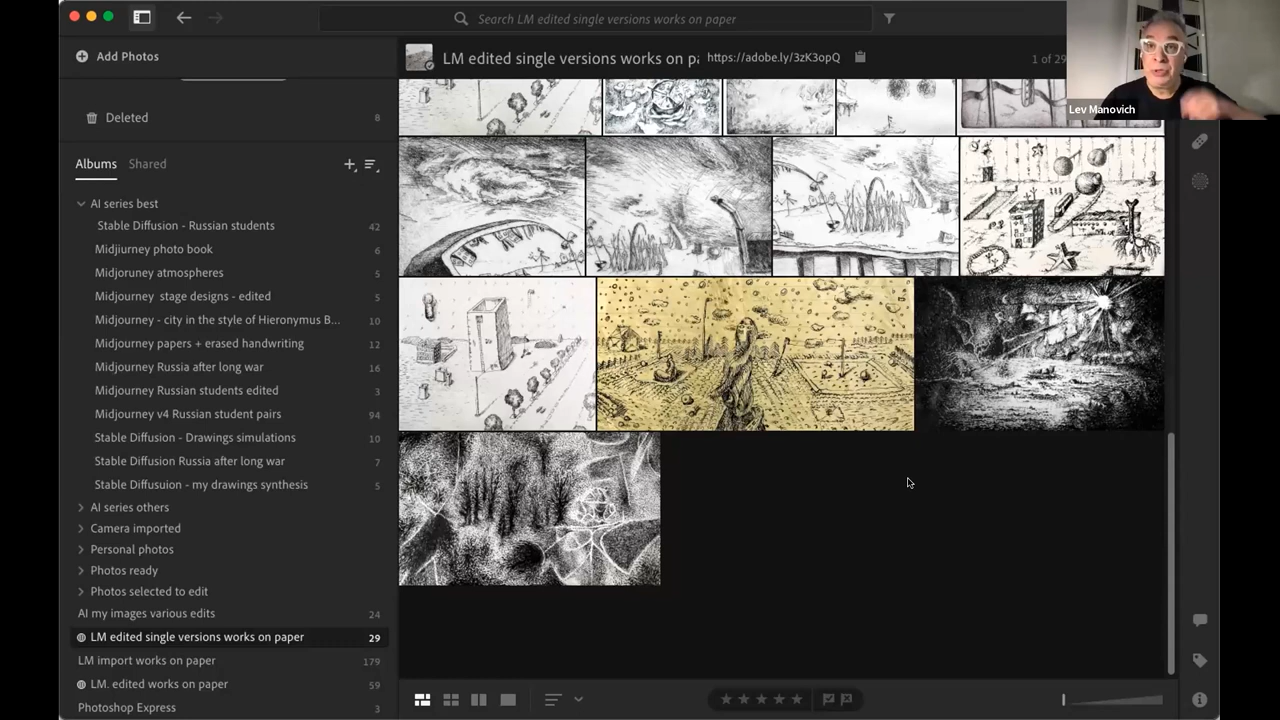 Search LM edited single versions works on paper
Add Photos
LM edited single versions works on pa
https://adobe.ly/3zK3opQ
1 of 29
Lev Manovich
Deleted 8
Albums Shared
AI series best
Stable Diffusion - Russian students 42
Midjiurney photo book 6
Midjoruney atmospheres 5
Midjourney  stage designs - edited 5
Midjourney - city in the style of Hieronymus B... 10
Midjourney papers + erased handwriting 12
Midjourney Russia after long war 16
Midjourney Russian students edited 3
Midjourney v4 Russian student pairs 94
Stable Diffusion - Drawings simulations 10
Stable Diffusion Russia after long war 7
Stable Diffusuion - my drawings synthesis 5
AI series others
Camera imported
Personal photos
Photos ready
Photos selected to edit
AI my images various edits 24
LM edited single versions works on paper 29
LM import works on paper 179
LM. edited works on paper 59
Photoshop Express 3